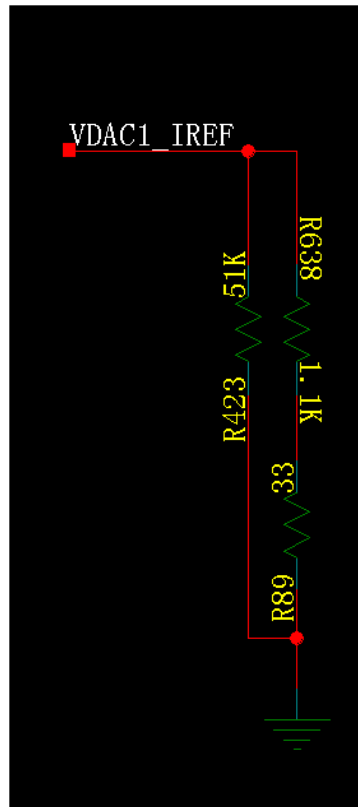 VDAC1_IREF
R638
51K
1.1K
R423
33
R89